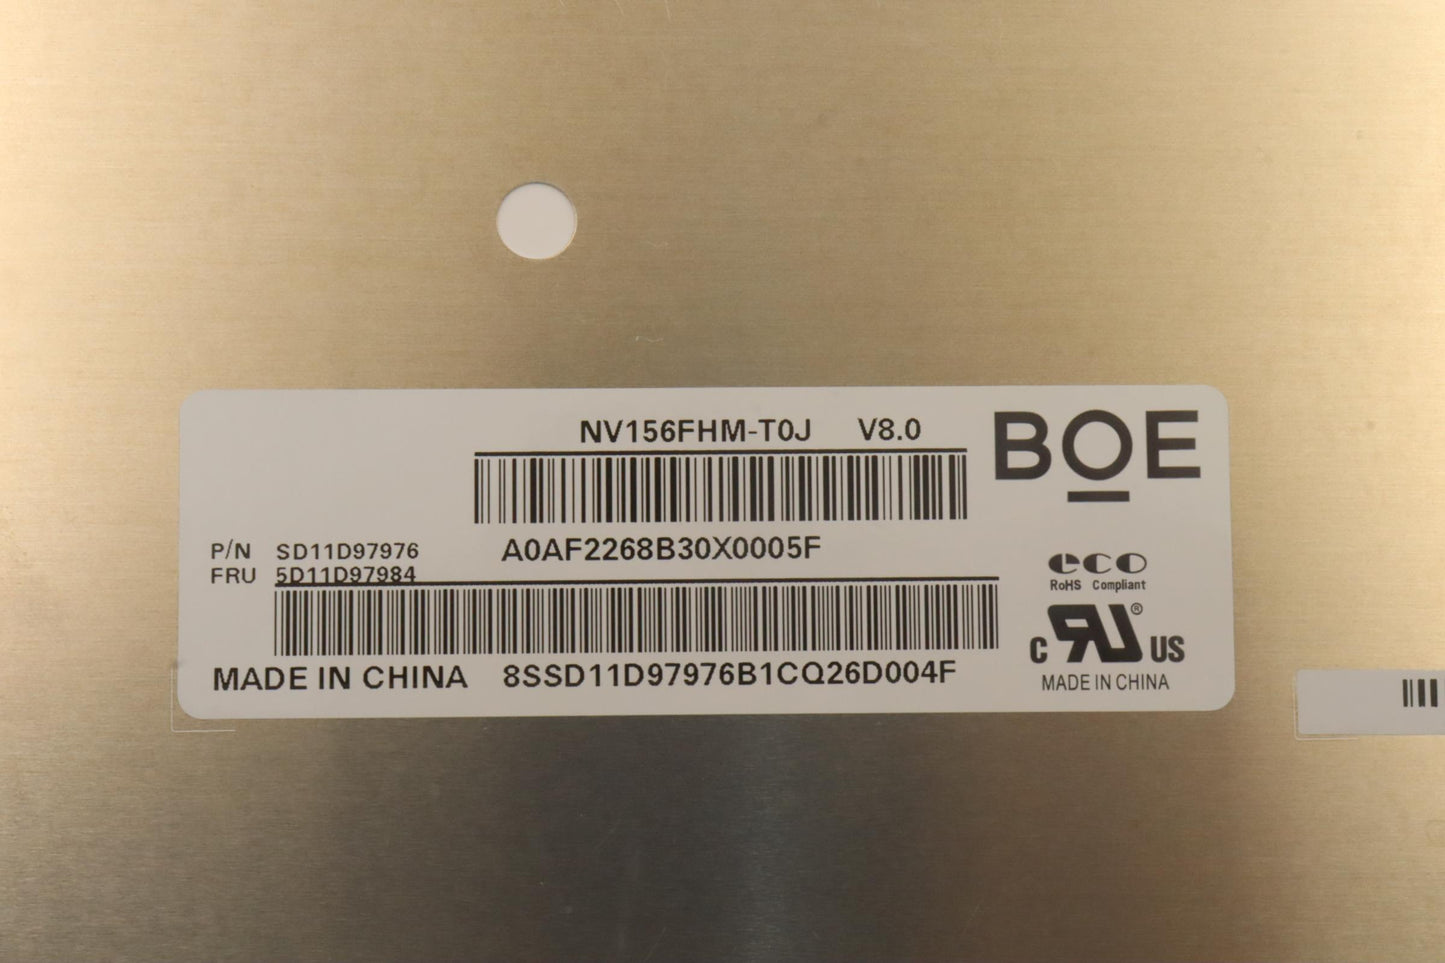 NV156FHM-T0J V8.0
BOE
P/N SD11D97976
A0AF2268B30X0005F
FRU 5D11D97984
eco
RoHS Compliant
MADE IN CHINA 8SSD11D97976B1CQ26D004F
C RU ® US
MADE IN CHINA